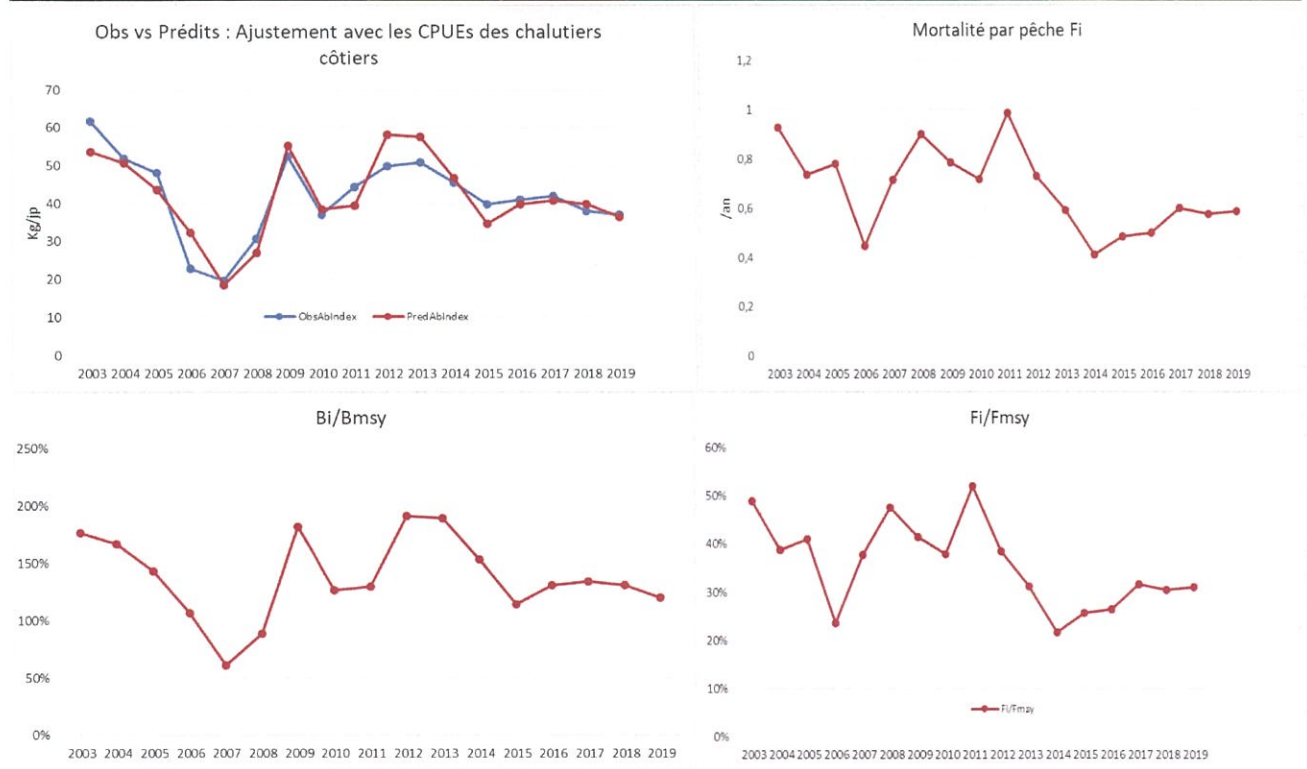 Obs vs Prédits : Ajustement avec les CPUEs des chalutiers
côtiers
70
60
50
40
30
20
10
0
Kg/jp
ObsAbIndex
PredAbIndex
2003 2004 2005 2006 2007 2008 2009 2010 2011 2012 2013 2014 2015 2016 2017 2018 2019
Mortalité par pêche Fi
1,2
1
0,8
0,6
0,4
0,2
0
/an
2003 2004 2005 2006 2007 2008 2009 2010 2011 2012 2013 2014 2015 2016 2017 2018 2019
Bi/Bmsy
250%
200%
150%
100%
50%
0%
2003 2004 2005 2006 2007 2008 2009 2010 2011 2012 2013 2014 2015 2016 2017 2018 2019
Fi/Fmsy
60%
50%
40%
30%
20%
10%
0%
Fi/Fmsy
2003 2004 2005 2006 2007 2008 2009 2010 2011 2012 2013 2014 2015 2016 2017 2018 2019